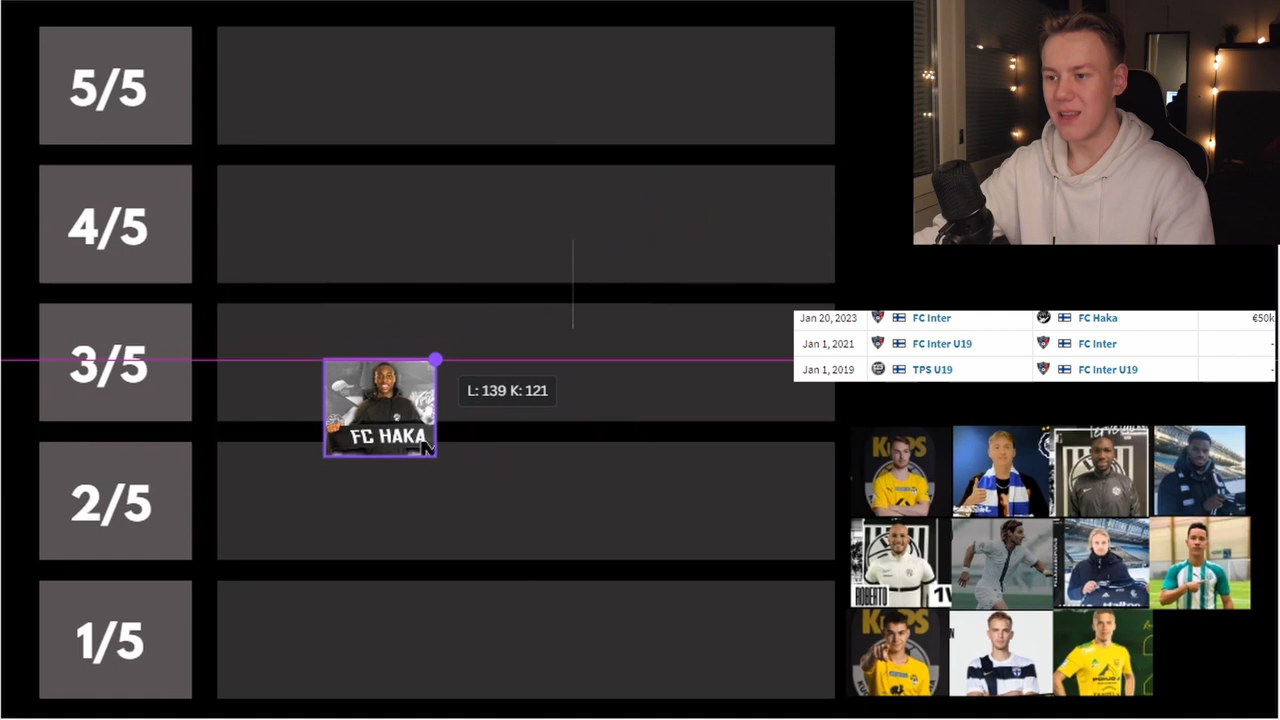 5/5
4/5
3/5
2/5
1/5
FC HAKA
L: 139 K: 121
Jan 20, 2023 FC Inter FC Haka €50k
Jan 1, 2021 FC Inter U19 FC Inter -
Jan 1, 2019 TPS U19 FC Inter U19 -
KuPS
ROBERTO
KuPS